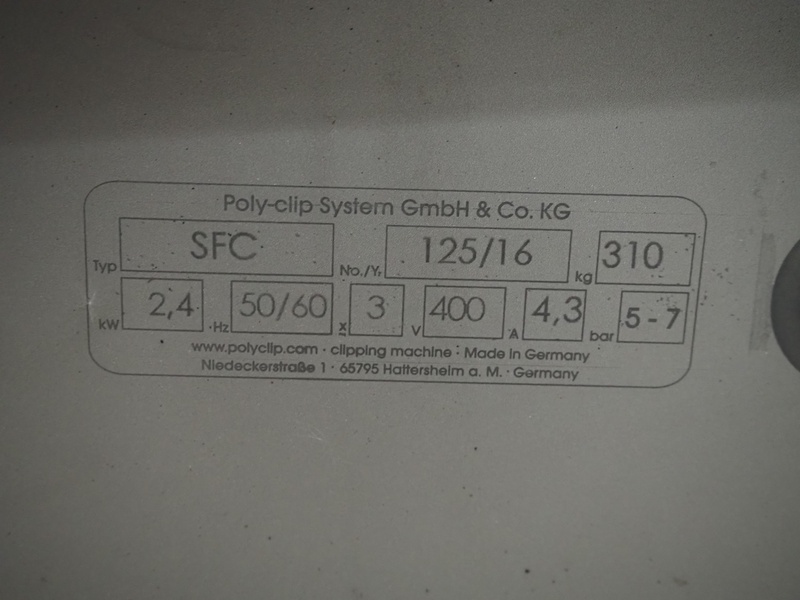 Poly-clip System GmbH & Co. KG
Typ SFC No./Yr. 125/16 kg 310
kW 2,4 Hz 50/60 x 3 V 400 A 4,3 bar 5-7
www.polyclip.com · clipping machine · Made in Germany
Niedeckerstraße 1 · 65795 Hattersheim a. M. · Germany